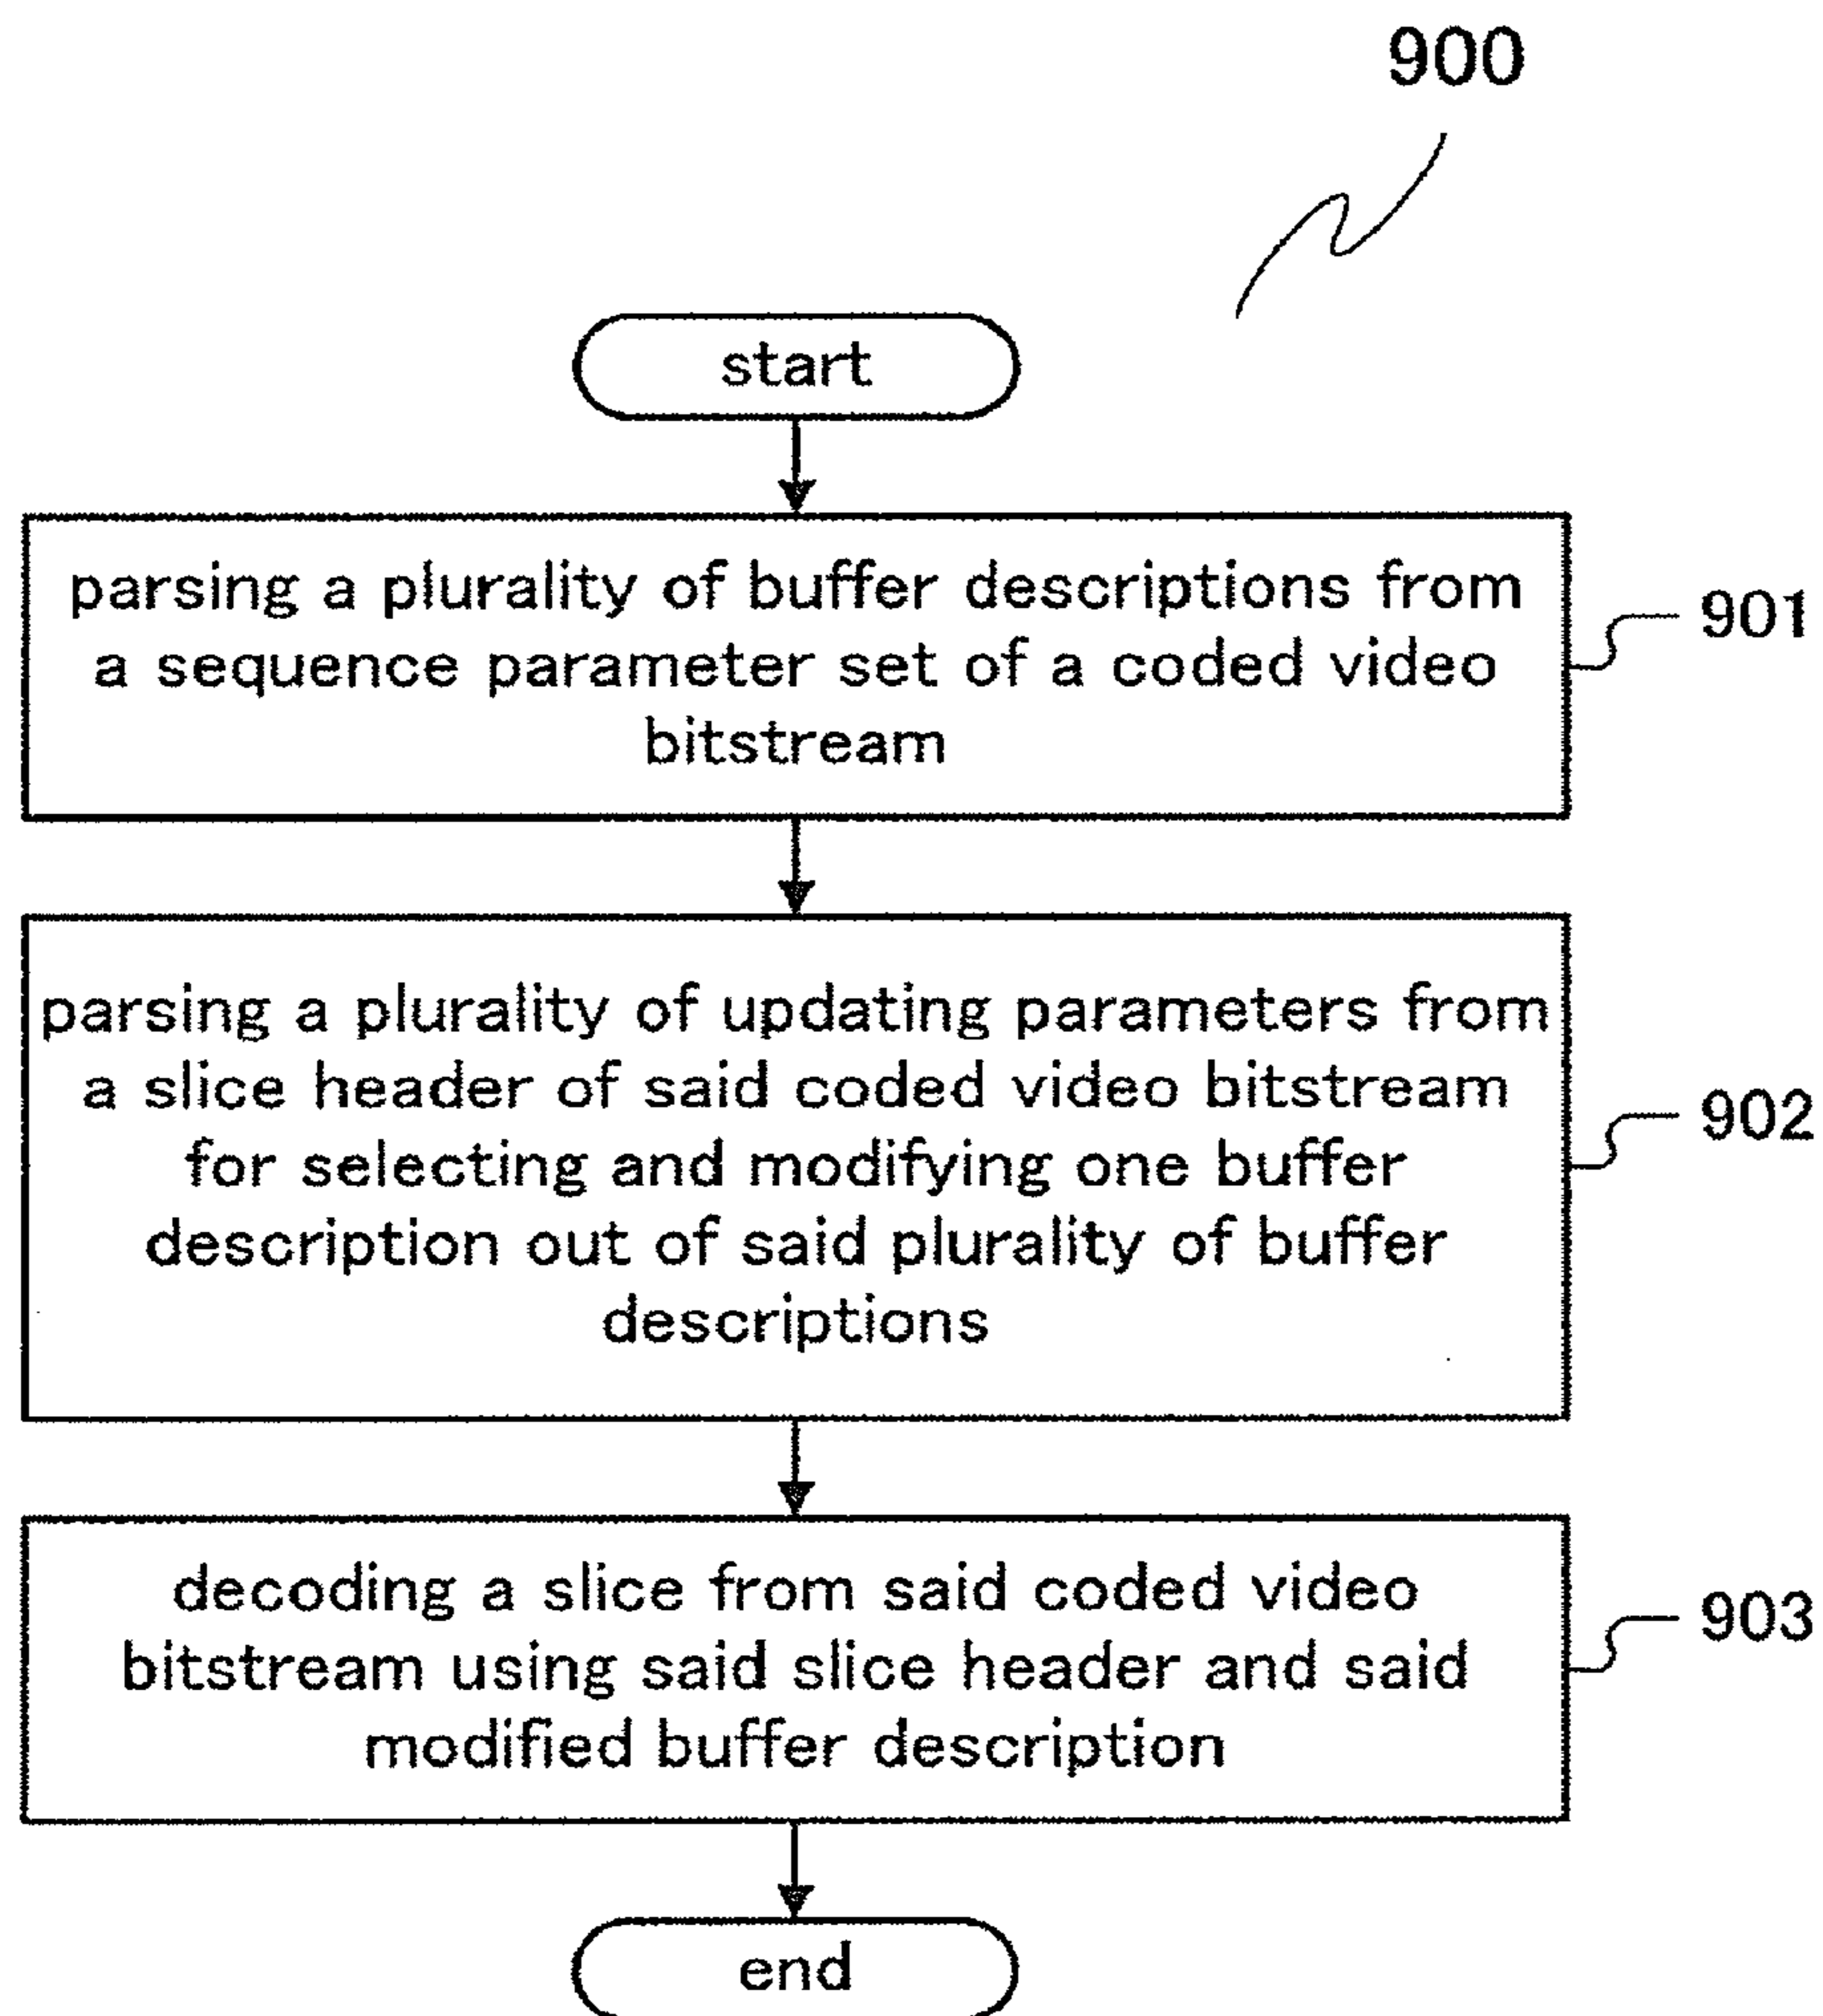 900
start
parsing a plurality of buffer descriptions from
a sequence parameter set of a coded video
bitstream
901
parsing a plurality of updating parameters from
a slice header of said coded video bitstream
for selecting and modifying one buffer
description out of said plurality of buffer
descriptions
902
decoding a slice from said coded video
bitstream using said slice header and said
modified buffer description
903
end